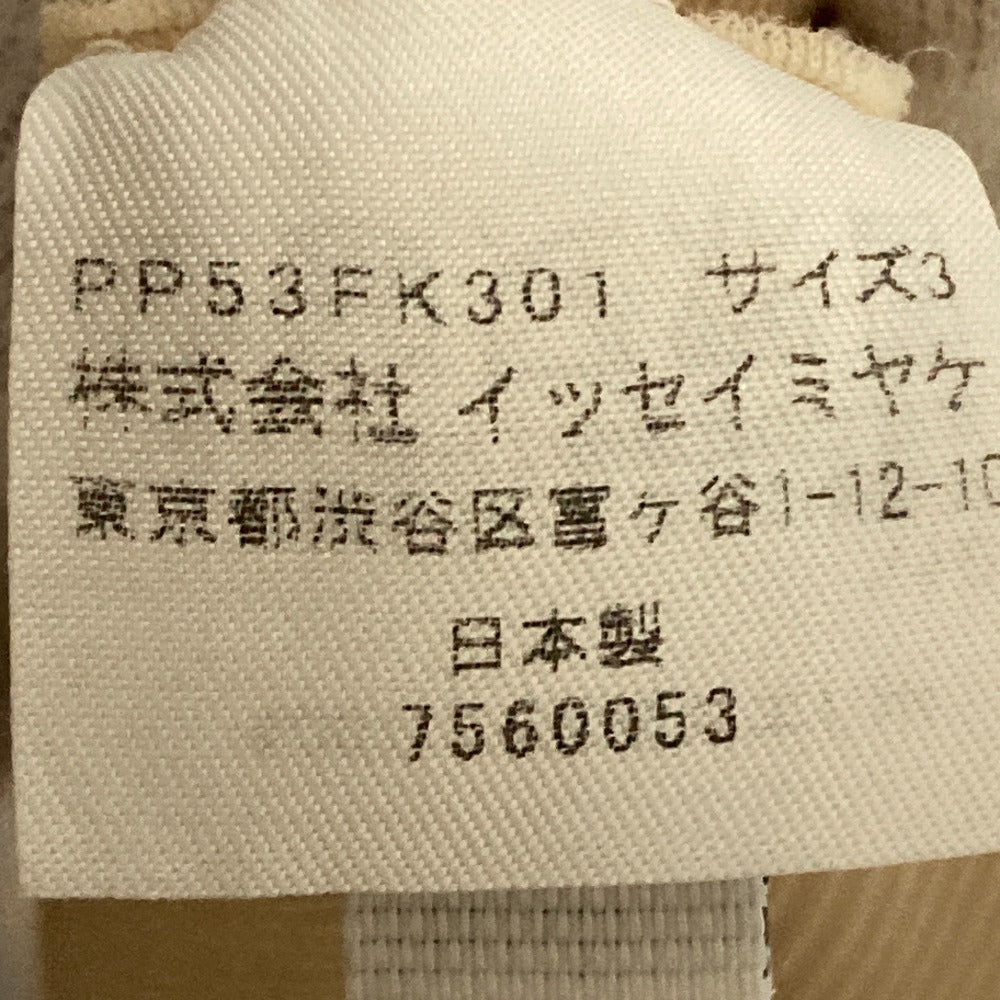 PP53FK301 サイズ3
株式会社 イッセイミヤケ
東京都渋谷区富ヶ谷1-12-10
日本製
7560053